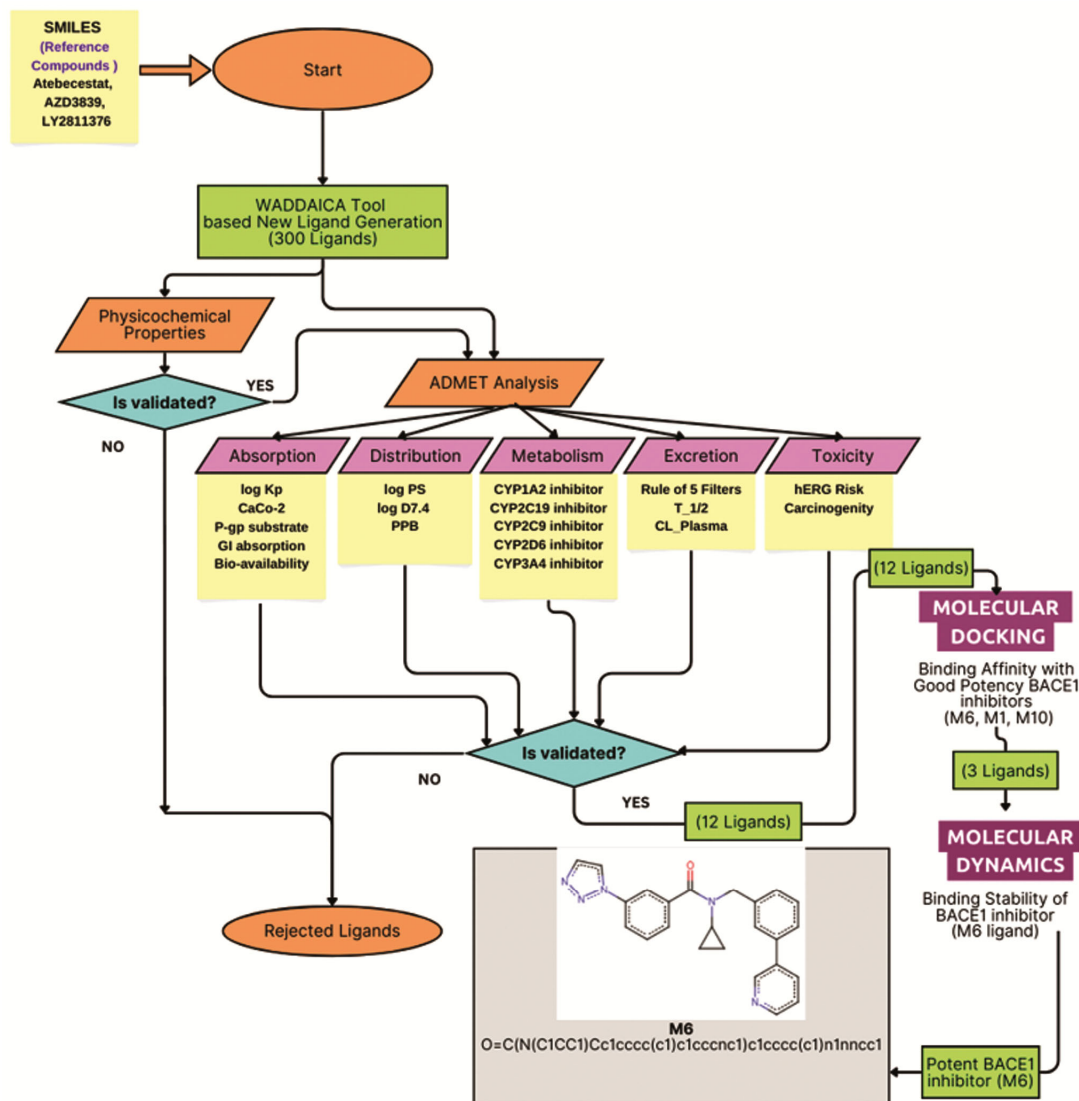 SMILES
(Reference
Compounds )
Atebecestat,
AZD3839,
LY2811376
Start
WADDAICA Tool
based New Ligand Generation
(300 Ligands)
Physicochemical
Properties
Is validated?
YES
NO
ADMET Analysis
Absorption
log Kp
CaCo-2
P-gp substrate
GI absorption
Bio-availability
Distribution
log PS
log D7.4
PPB
Metabolism
CYP1A2 inhibitor
CYP2C19 inhibitor
CYP2C9 inhibitor
CYP2D6 inhibitor
CYP3A4 inhibitor
Excretion
Rule of 5 Filters
T_1/2
CL_Plasma
Toxicity
hERG Risk
Carcinogenity
Is validated?
NO
YES
(12 Ligands)
(12 Ligands)
MOLECULAR
DOCKING
Binding Affinity with
Good Potency BACE1
inhibitors
(M6, M1, M10)
(3 Ligands)
MOLECULAR
DYNAMICS
Binding Stability of
BACE1 inhibitor
(M6 ligand)
Potent BACE1
inhibitor (M6)
Rejected Ligands
O
N
N
N
N
N
M6
O=C(N(C1CC1)Cc1cccc(c1)c1cccnc1)c1cccc(c1)n1nncc1